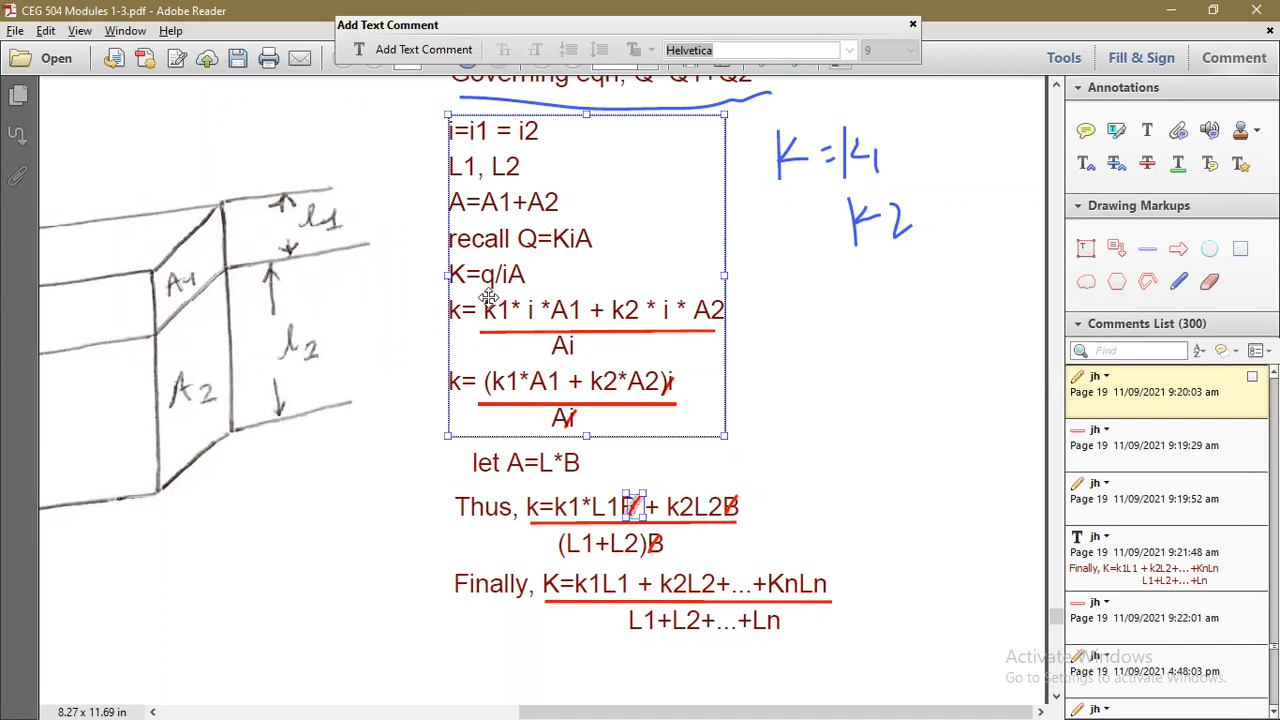 CEG 504 Modules 1-3.pdf - Adobe Reader
File Edit View Window Help
Add Text Comment
T Add Text Comment Helvetica 9
Open
Tools Fill & Sign Comment
Governing eqn, Q=Q1+Q2
i=i1 = i2
L1, L2
A=A1+A2
recall Q=KiA
K=q/iA
k= k1* i *A1 + k2 * i * A2
Ai
k= (k1*A1 + k2*A2)i
Ai
let A=L*B
Thus, k=k1*L1B + k2L2B
(L1+L2)B
Finally, K=k1L1 + k2L2+...+KnLn
L1+L2+...+Ln
K = K1
K2
l1
A1
l2
A2
Annotations
Drawing Markups
Comments List (300)
Find
jh
Page 19 11/09/2021 9:20:03 am
jh
Page 19 11/09/2021 9:19:29 am
jh
Page 19 11/09/2021 9:19:52 am
jh
Page 19 11/09/2021 9:21:48 am
Finally, K=k1L1 + k2L2+...+KnLn
L1+L2+...+Ln
jh
Page 19 11/09/2021 9:22:01 am
jh
Page 19 11/09/2021 4:48:03 pm
jh
Activate Windows
Go to Settings to activate Windows.
8.27 x 11.69 in